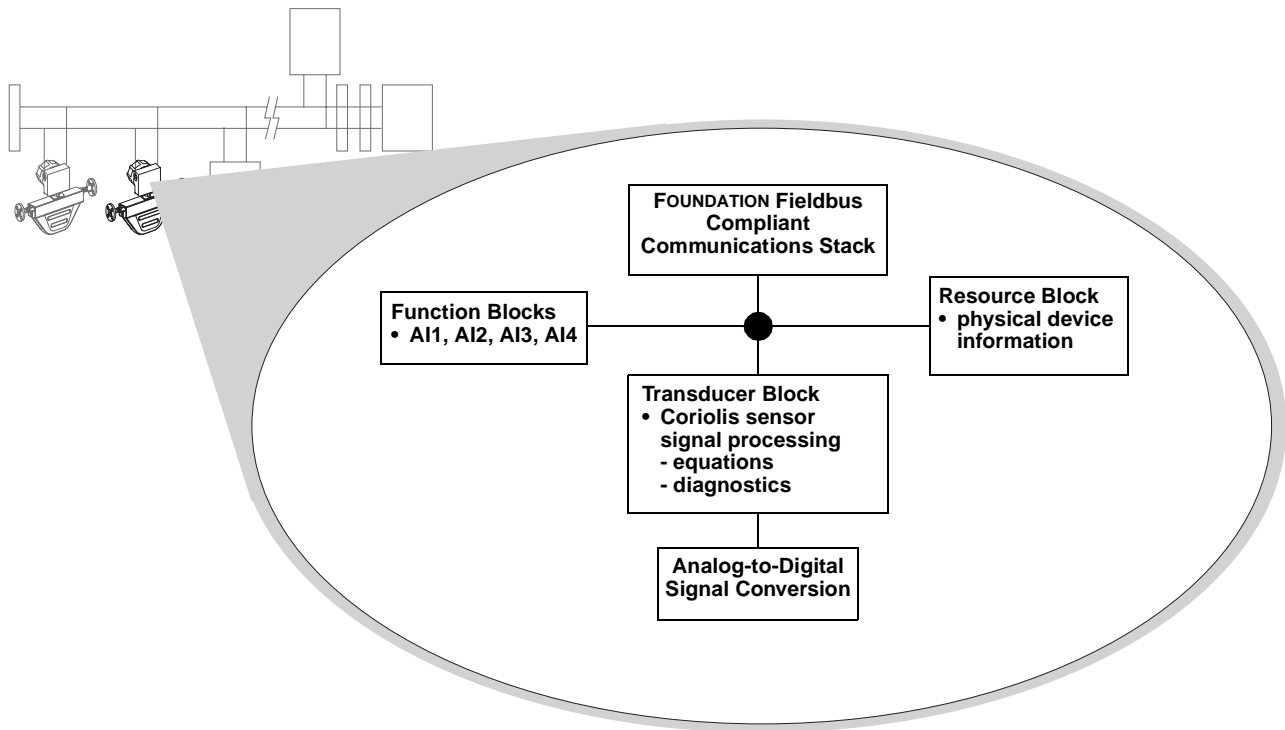 FOUNDATION Fieldbus
Compliant
Communications Stack
Function Blocks
• AI1, AI2, AI3, AI4
Resource Block
• physical device
information
Transducer Block
• Coriolis sensor
signal processing
- equations
- diagnostics
Analog-to-Digital
Signal Conversion